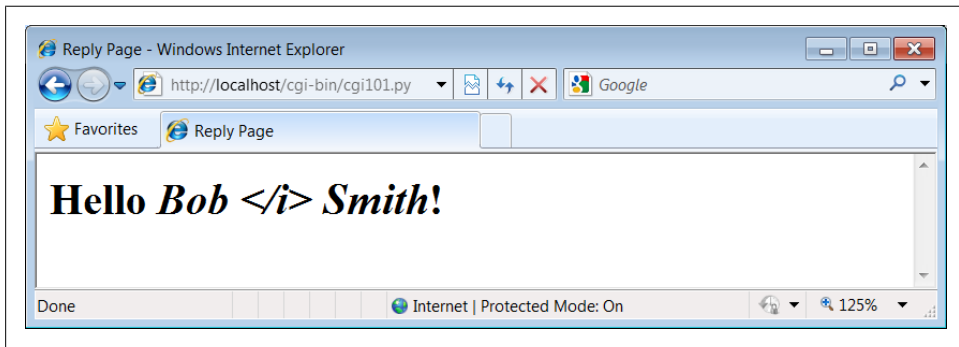 Reply Page - Windows Internet Explorer
http://localhost/cgi-bin/cgi101.py Google
Favorites Reply Page
Hello Bob </i> Smith!
Done Internet | Protected Mode: On 125%